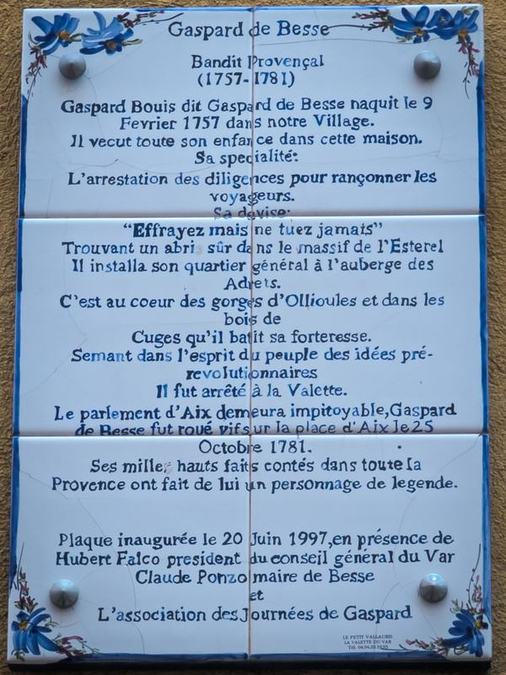 Gaspard de Besse
Bandit Provençal
(1757-1781)
Gaspard Bouis dit Gaspard de Besse naquit le 9
Fevrier 1757 dans notre Village.
Il vecut toute son enfance dans cette maison.
Sa specialité:
L'arrestation des diligences pour rançonner les
voyageurs.
Sa devise:
"Effrayez mais ne tuez jamais"
Trouvant un abri sûr dans le massif de l'Esterel
Il installa son quartier général à l'auberge des
Adrets.
C'est au coeur des gorges d'Ollioules et dans les
bois de
Cuges qu'il batit sa forteresse.
Semant dans l'esprit du peuple des idées pré-
revolutionnaires
Il fut arrêté à la Valette.
Le parlement d'Aix demeura impitoyable,Gaspard
de Besse fut roué vif sur la place d'Aix le 25
Octobre 1781.
Ses milles hauts faits contés dans toute la
Provence ont fait de lui un personnage de legende.
Plaque inaugurée le 20 Juin 1997,en présence de
Hubert Falco president du conseil général du Var
Claude Ponzo maire de Besse
et
L'association des Journées de Gaspard
LE PETIT VALLAURIS
LA VALETTE DU VAR